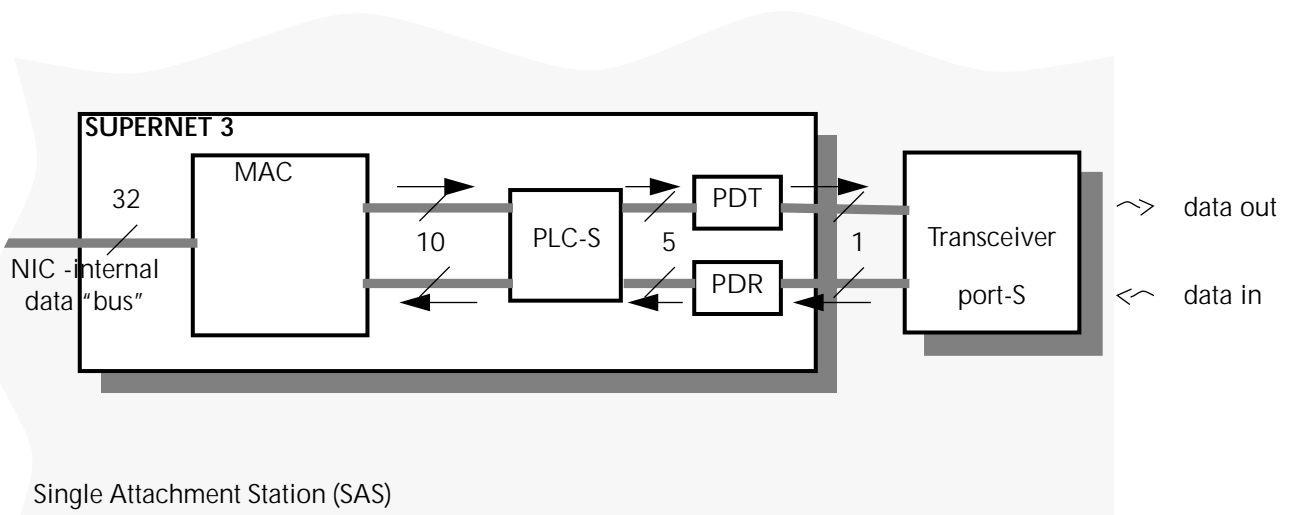 SUPERNET 3
MAC
32
NIC -internal
data “bus”
10
PLC-S
5
PDT
PDR
1
Transceiver
port-S
data out
data in
Single Attachment Station (SAS)